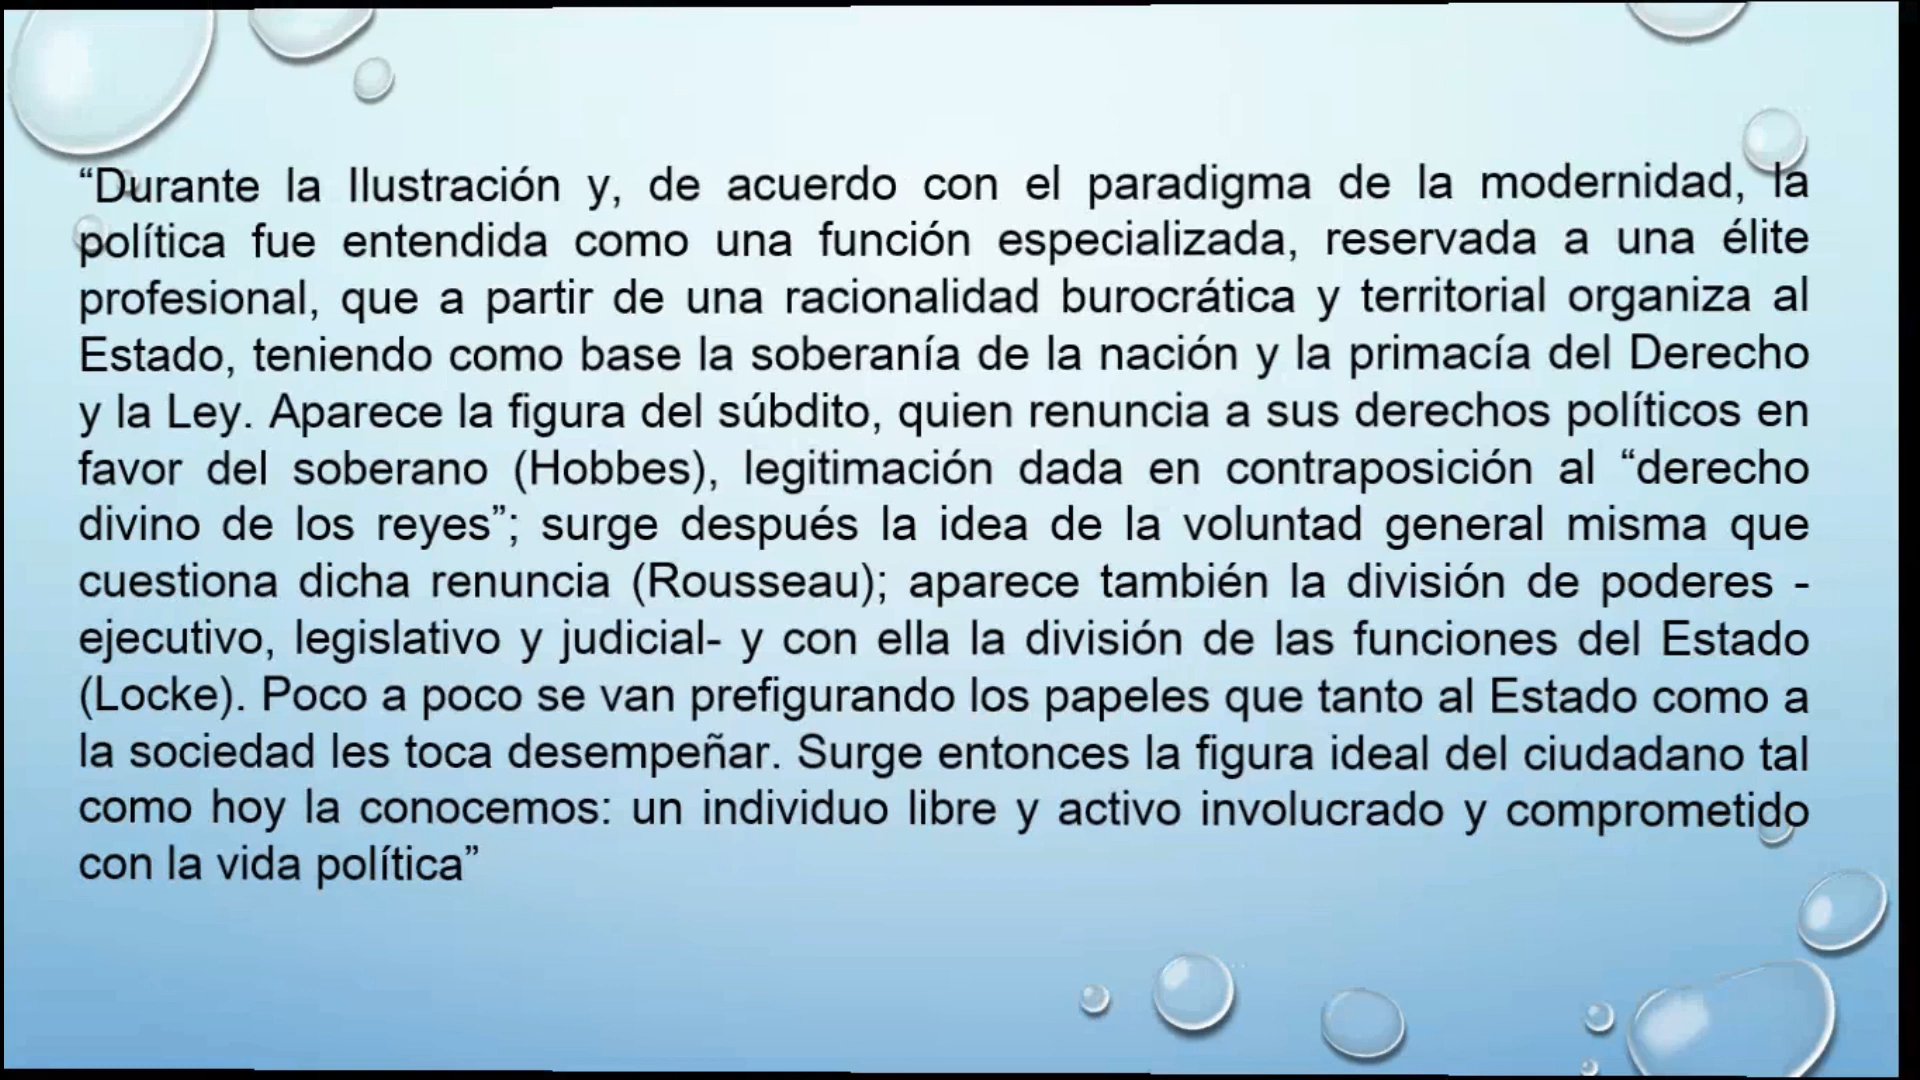 “Durante la Ilustración y, de acuerdo con el paradigma de la modernidad, la
política fue entendida como una función especializada, reservada a una élite
profesional, que a partir de una racionalidad burocrática y territorial organiza al
Estado, teniendo como base la soberanía de la nación y la primacía del Derecho
y la Ley. Aparece la figura del súbdito, quien renuncia a sus derechos políticos en
favor del soberano (Hobbes), legitimación dada en contraposición al “derecho
divino de los reyes”; surge después la idea de la voluntad general misma que
cuestiona dicha renuncia (Rousseau); aparece también la división de poderes -
ejecutivo, legislativo y judicial- y con ella la división de las funciones del Estado
(Locke). Poco a poco se van prefigurando los papeles que tanto al Estado como a
la sociedad les toca desempeñar. Surge entonces la figura ideal del ciudadano tal
como hoy la conocemos: un individuo libre y activo involucrado y comprometido
con la vida política”